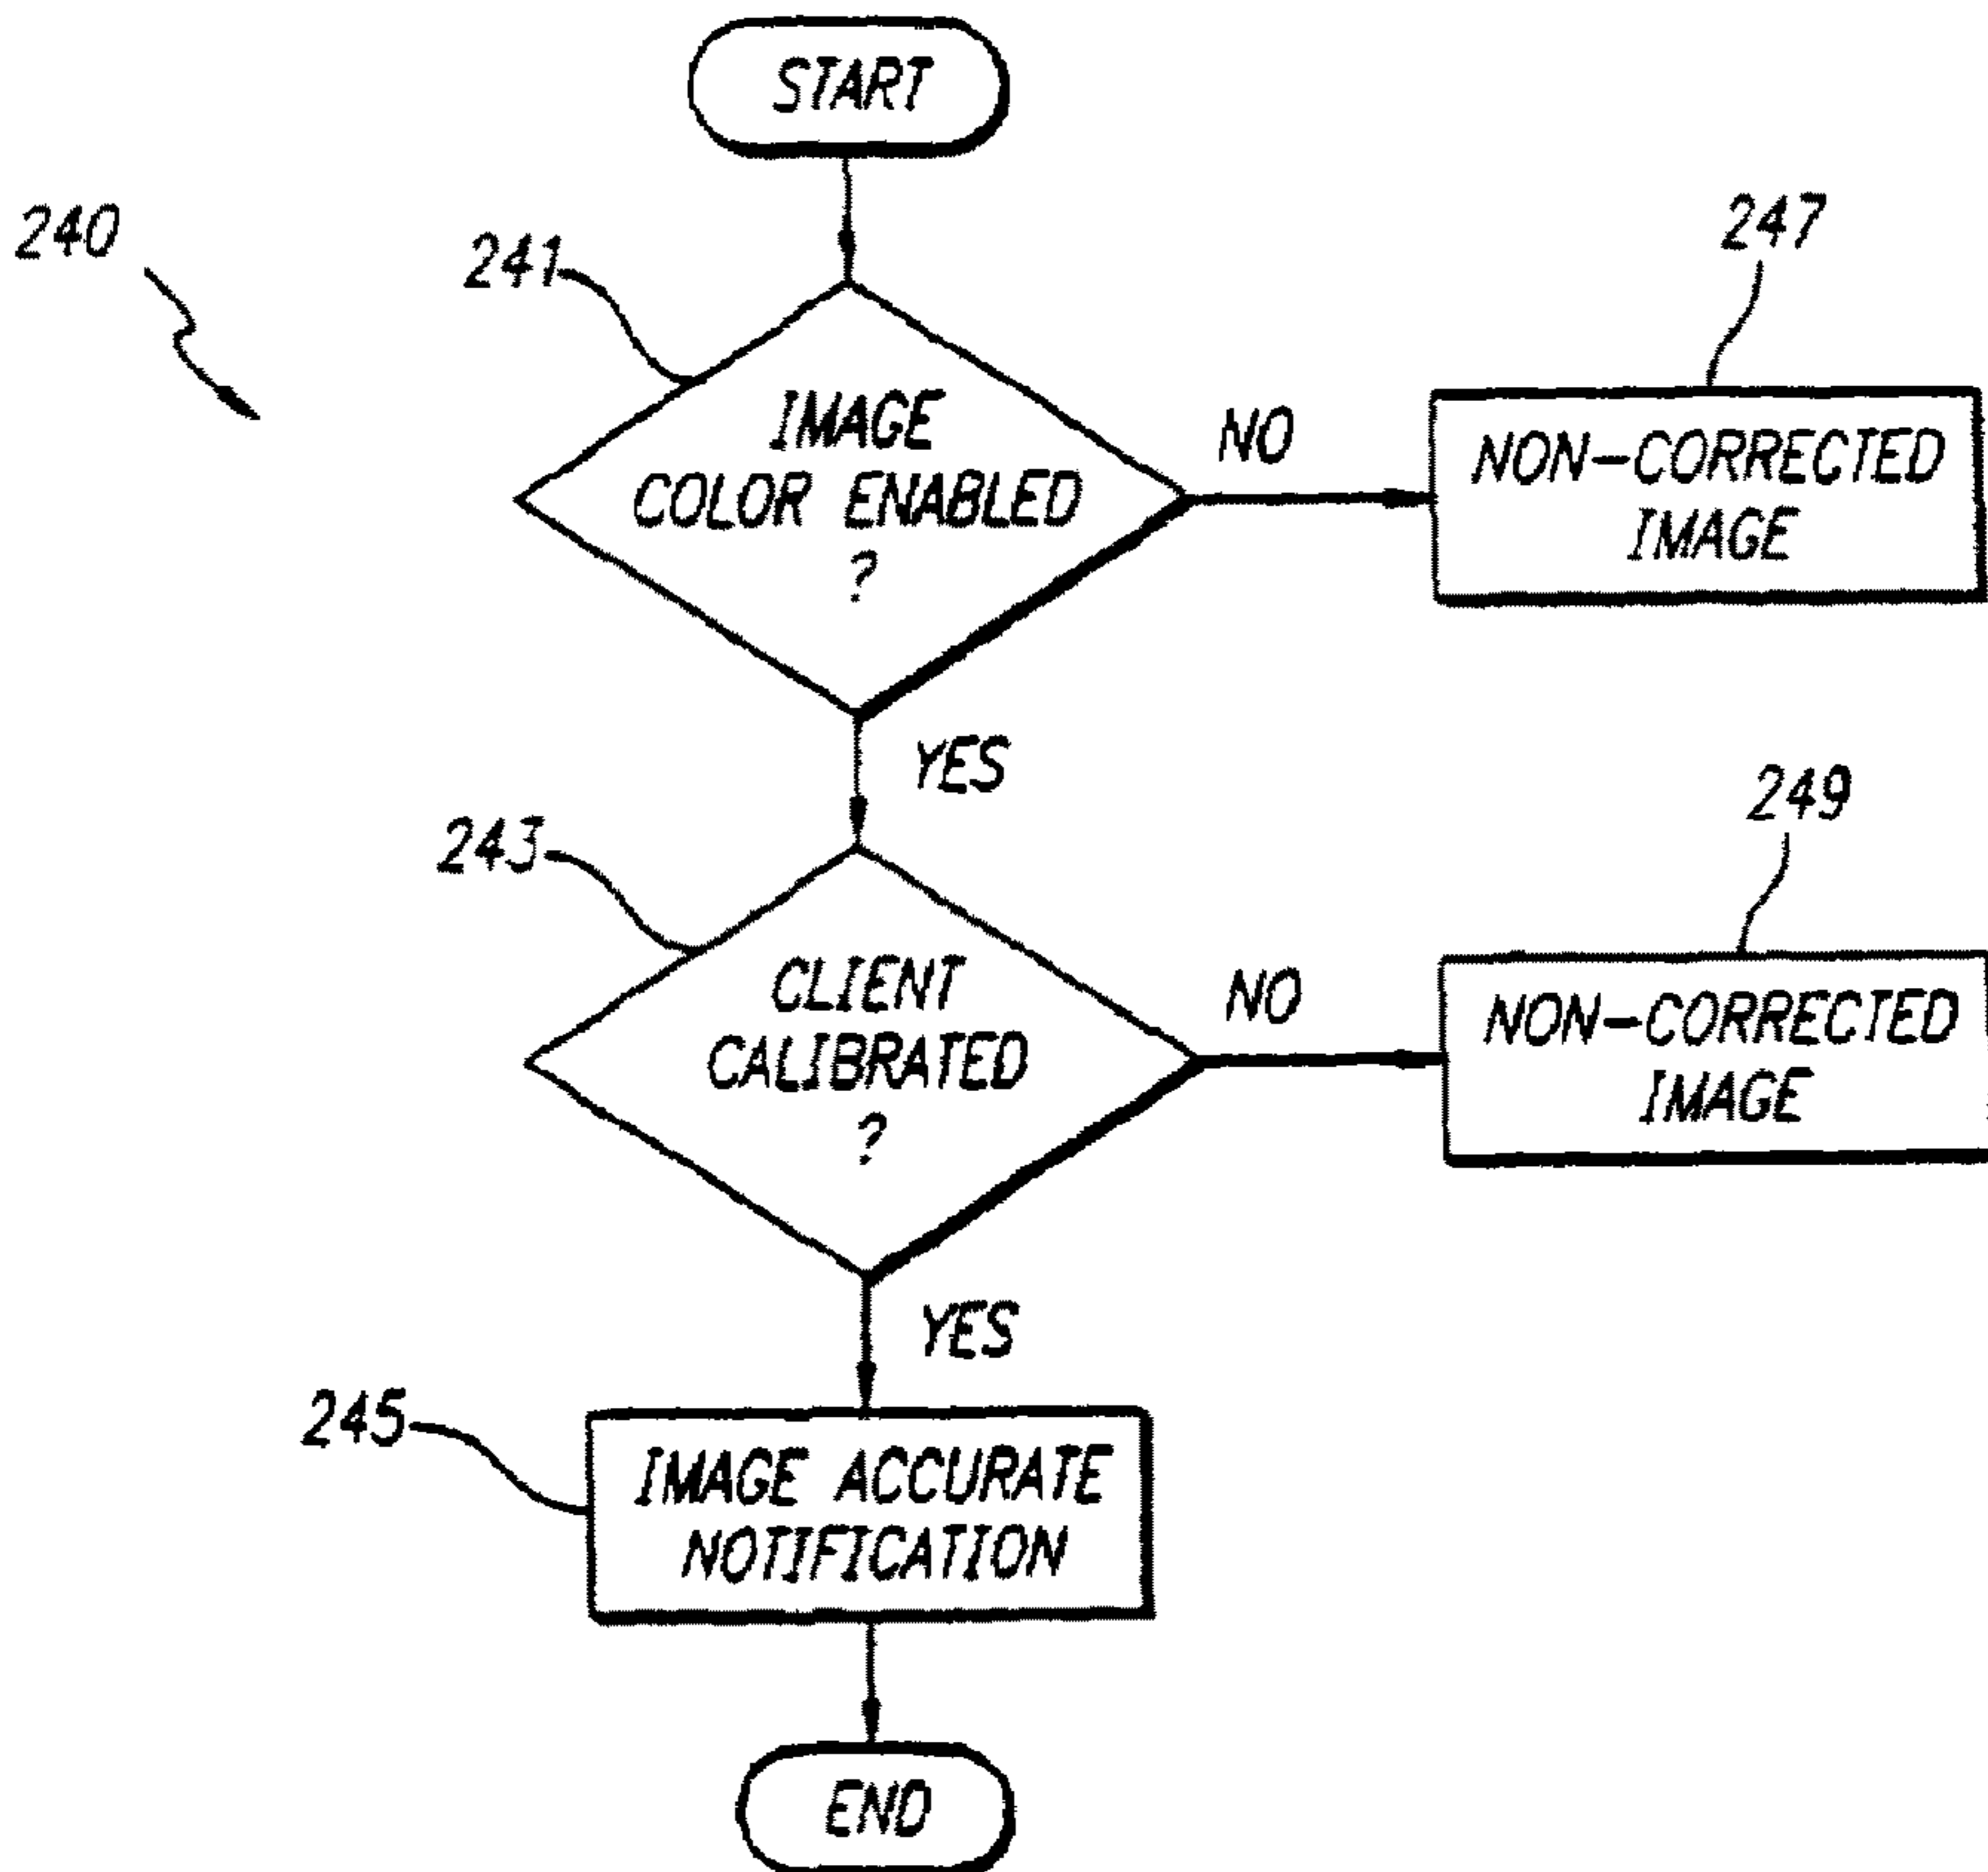 START
240
241
247
IMAGE
COLOR ENABLED
?
NO
NON-CORRECTED
IMAGE
YES
243
249
CLIENT
CALIBRATED
?
NO
NON-CORRECTED
IMAGE
YES
245
IMAGE ACCURATE
NOTIFICATION
END